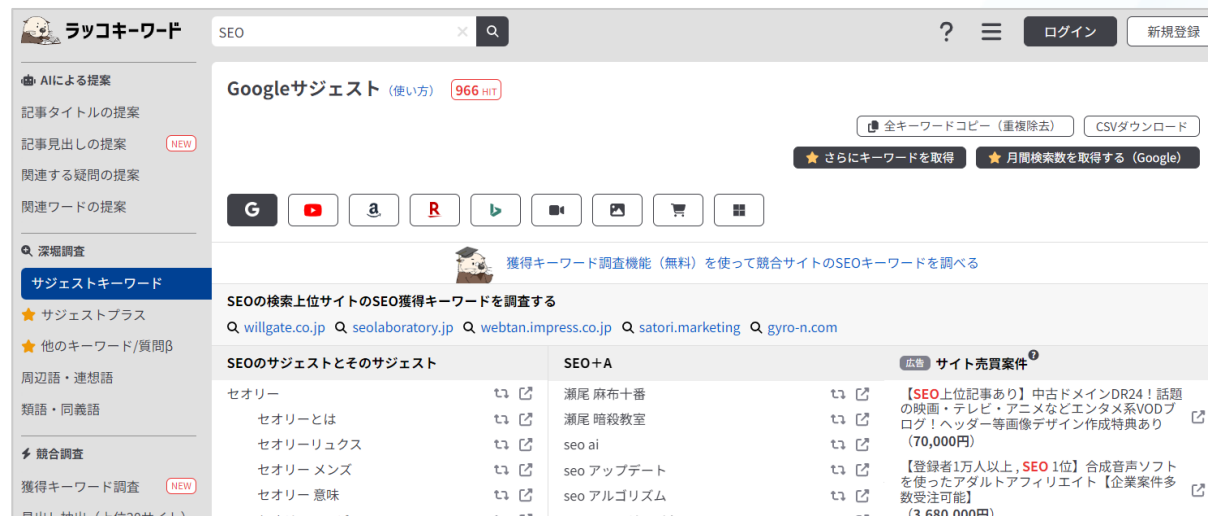 ラッコキーワード
SEO
?
ログイン
新規登録
AIによる提案
記事タイトルの提案
記事見出しの提案 NEW
関連する疑問の提案
関連ワードの提案
深堀調査
サジェストキーワード
サジェストプラス
他のキーワード/質問β
周辺語・連想語
類語・同義語
競合調査
獲得キーワード調査 NEW
Googleサジェスト（使い方） 966 HIT
全キーワードコピー（重複除去）
CSVダウンロード
さらにキーワードを取得
月間検索数を取得する（Google）
獲得キーワード調査機能（無料）を使って競合サイトのSEOキーワードを調べる
SEOの検索上位サイトのSEO獲得キーワードを調査する
willgate.co.jp seolaboratory.jp webtan.impress.co.jp satori.marketing gyro-n.com
SEOのサジェストとそのサジェスト
セオリー
セオリーとは
セオリーリュクス
セオリー メンズ
セオリー 意味
SEO+A
瀬尾 麻布十番
瀬尾 暗殺教室
seo ai
seo アップデート
seo アルゴリズム
広告 サイト売買案件?
【SEO上位記事あり】中古ドメインDR24！話題
の映画・テレビ・アニメなどエンタメ系VODブ
ログ！ヘッダー等画像デザイン作成特典あり
（70,000円）
【登録者1万人以上 , SEO 1位】合成音声ソフト
を使ったアダルトアフィリエイト【企業案件多
数受注可能】
（3,680,000円）